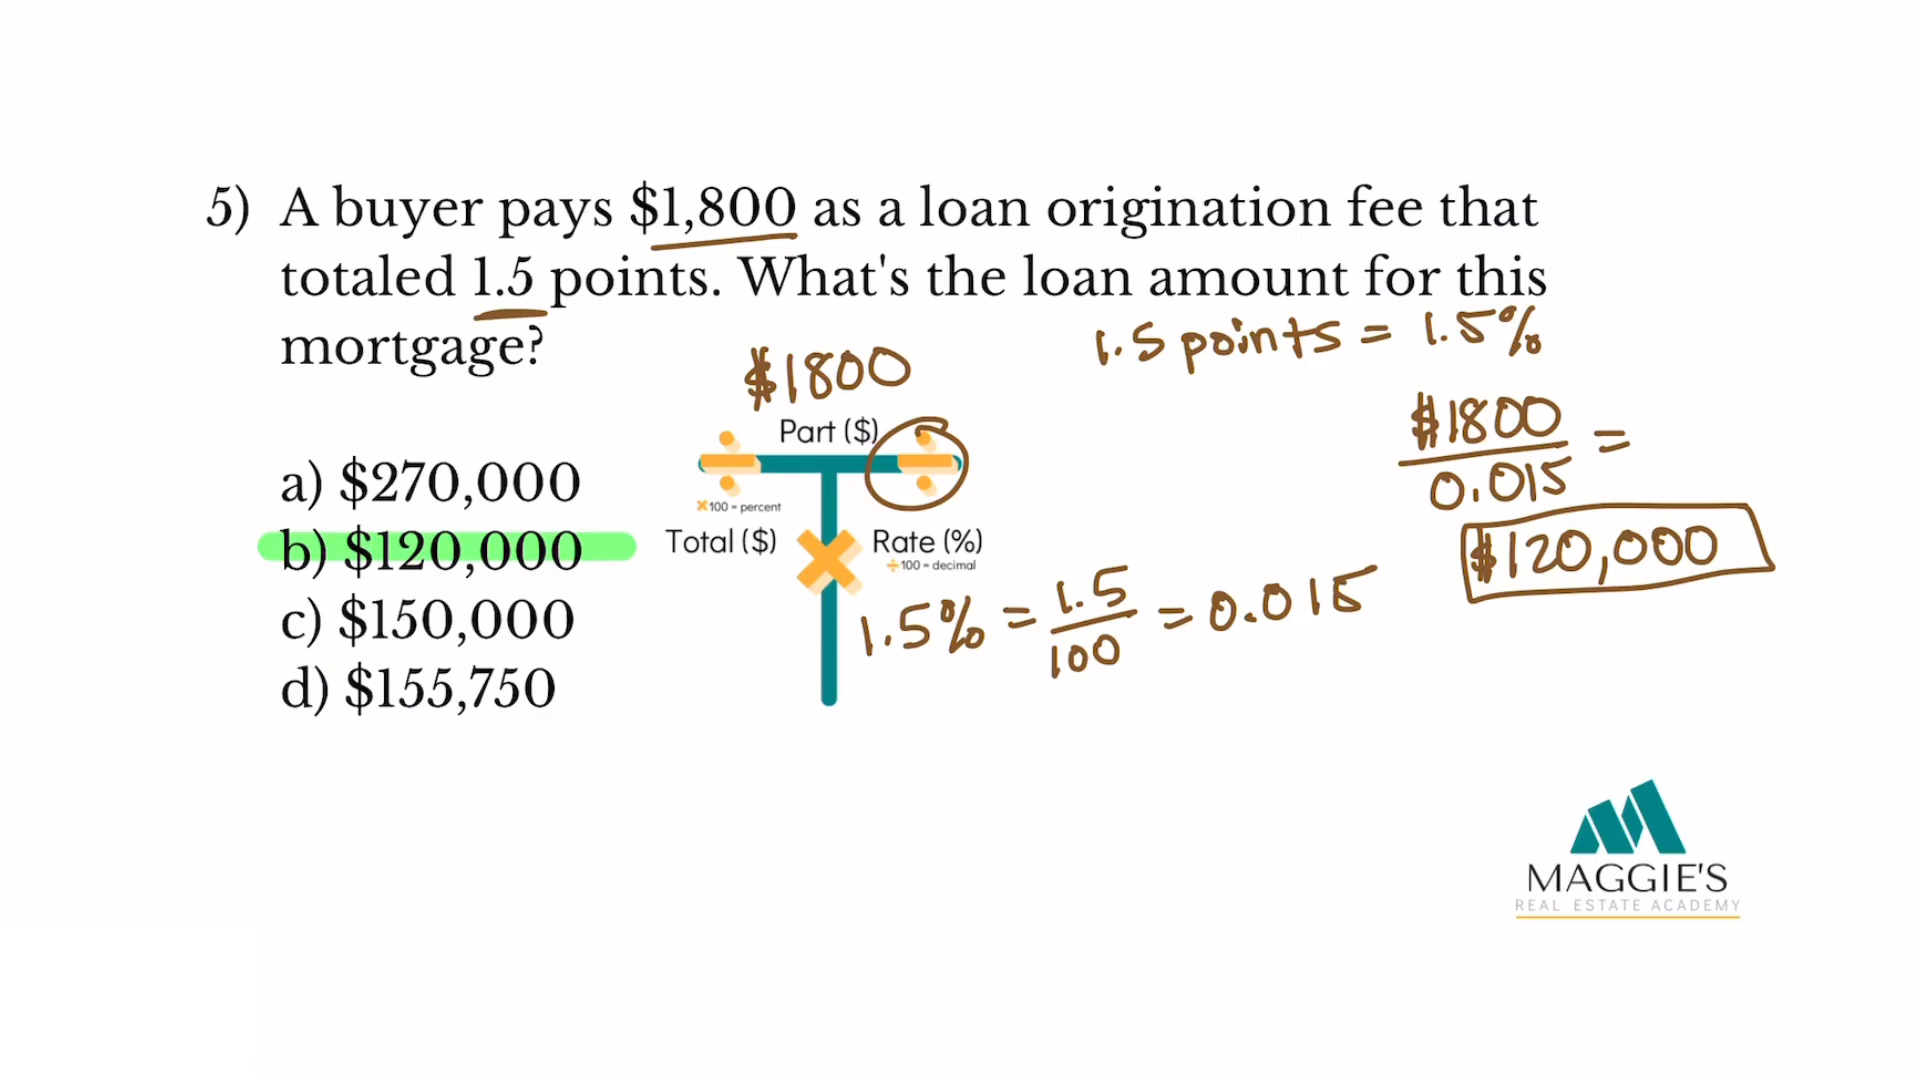 5) A buyer pays $1,800 as a loan origination fee that
totaled 1.5 points. What's the loan amount for this
mortgage?
1.5 points = 1.5%
$1800
$1800
0.015
=
$120,000
Part ($)
×100 = percent
Total ($)
Rate (%)
÷100 = decimal
1.5% = 1.5
100
= 0.015
a) $270,000
b) $120,000
c) $150,000
d) $155,750
MAGGIE'S
REAL ESTATE ACADEMY